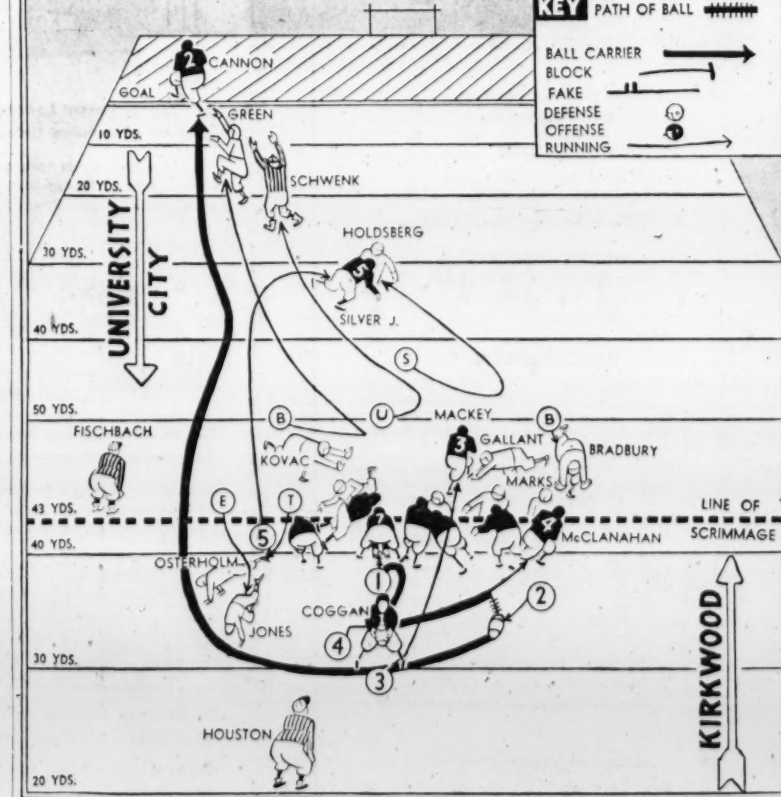 KEY PATH OF BALL
BALL CARRIER
BLOCK
FAKE
DEFENSE
OFFENSE
RUNNING
2 CANNON
GOAL
GREEN
10 YDS.
SCHWENK
20 YDS.
UNIVERSITY
CITY
HOLDSBERG
30 YDS.
5
SILVER J.
40 YDS.
S
50 YDS.
B
U
MACKEY
B
FISCHBACH
KOVAC
3
GALLANT
BRADBURY
MARKS
E
T
43 YDS.
LINE OF
SCRIMMAGE
5
4
McCLANAHAN
40 YDS.
OSTERHOLM
1
2
COGGAN
JONES
4
3
30 YDS.
KIRKWOOD
HOUSTON
20 YDS.